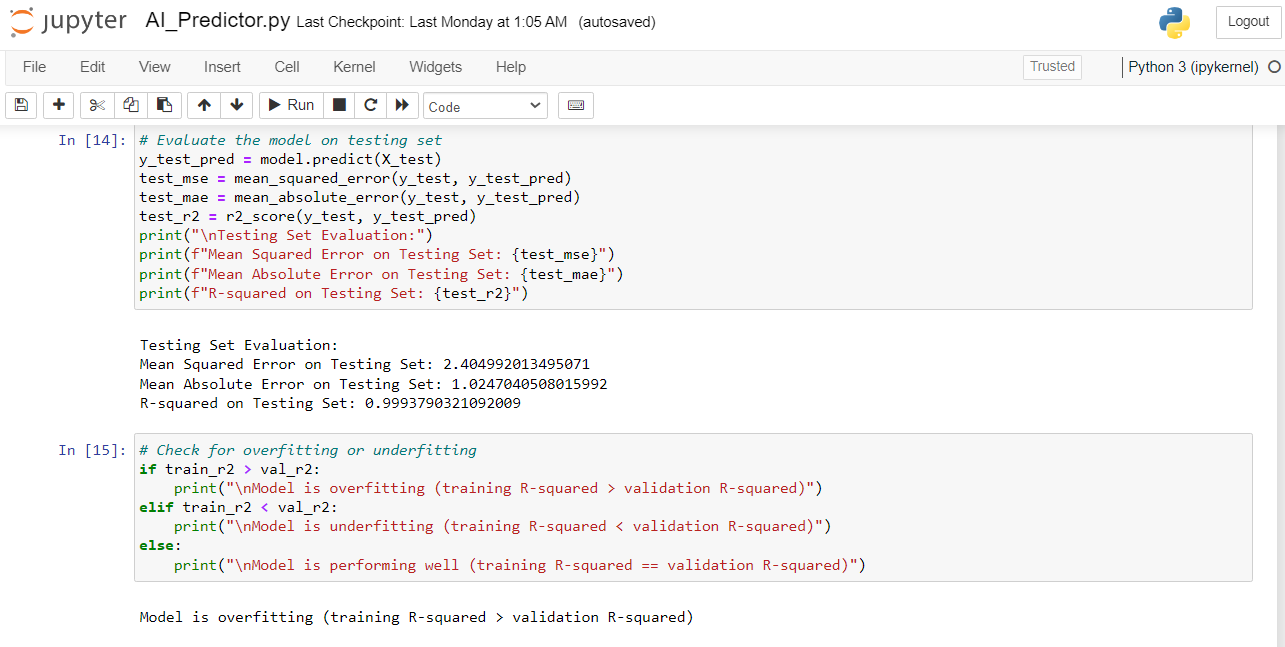 jupyter AI_Predictor.py Last Checkpoint: Last Monday at 1:05 AM (autosaved)
Logout
File Edit View Insert Cell Kernel Widgets Help Trusted Python 3 (ipykernel)
Run Code
In [14]: # Evaluate the model on testing set
y_test_pred = model.predict(X_test)
test_mse = mean_squared_error(y_test, y_test_pred)
test_mae = mean_absolute_error(y_test, y_test_pred)
test_r2 = r2_score(y_test, y_test_pred)
print("\nTesting Set Evaluation:")
print(f"Mean Squared Error on Testing Set: {test_mse}")
print(f"Mean Absolute Error on Testing Set: {test_mae}")
print(f"R-squared on Testing Set: {test_r2}")
Testing Set Evaluation:
Mean Squared Error on Testing Set: 2.404992013495071
Mean Absolute Error on Testing Set: 1.0247040508015992
R-squared on Testing Set: 0.9993790321092009
In [15]: # Check for overfitting or underfitting
if train_r2 > val_r2:
    print("\nModel is overfitting (training R-squared > validation R-squared)")
elif train_r2 < val_r2:
    print("\nModel is underfitting (training R-squared < validation R-squared)")
else:
    print("\nModel is performing well (training R-squared == validation R-squared)")
Model is overfitting (training R-squared > validation R-squared)